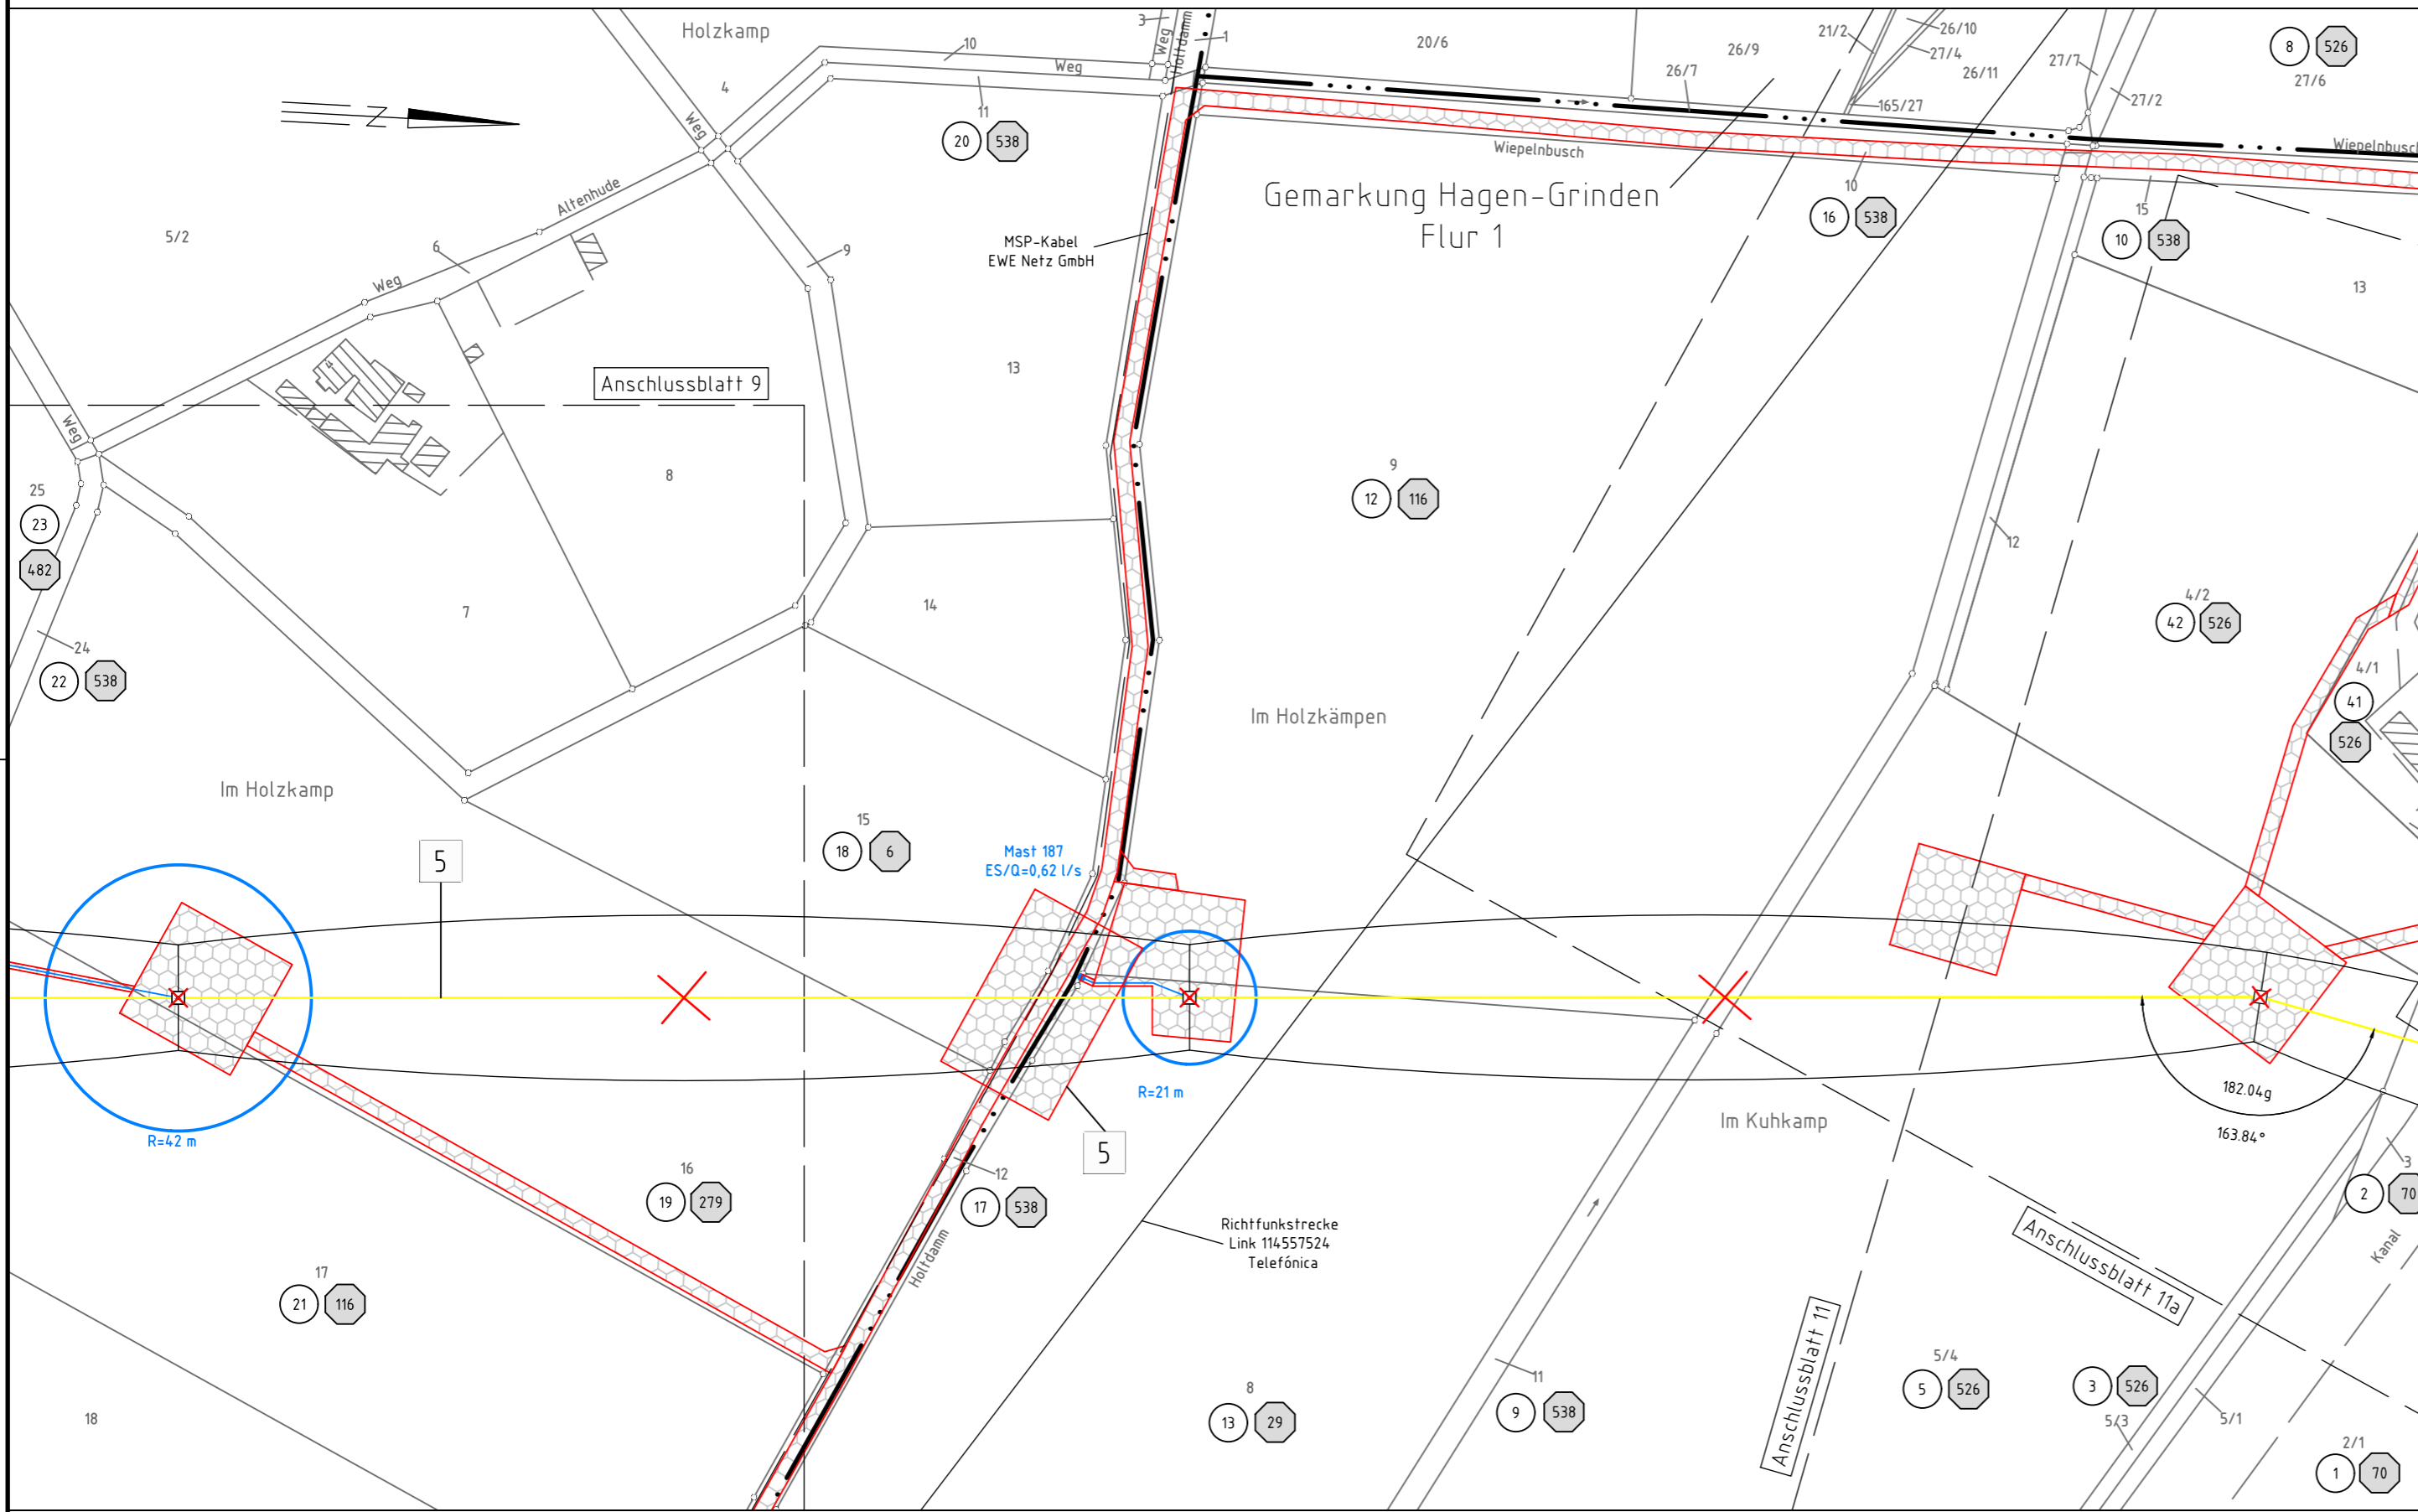 Holzkamp
3
Weg
Holtdamm
1
20/6
26/9
21/2
26/10
27/4
26/11
27/7
8
526
27/6
10
Weg
4
11
26/7
165/27
27/2
N
Weg
20
538
Wiepelnbusch
Wiepelnbusch
Altenhude
5/2
6
9
MSP-Kabel
EWE Netz GmbH
Gemarkung Hagen-Grinden
Flur 1
10
16
538
15
10
538
Weg
13
13
Anschlussblatt 9
4
Weg
8
9
12
116
25
23
482
12
7
14
4/2
42
526
24
22
538
4/1
41
526
Im Holzkämpen
Im Holzkamp
5
15
18
6
Mast 187
ES/Q=0,62 l/s
R=42 m
R=21 m
182.04g
163.84°
Im Kuhkamp
5
3
2
70
16
19
279
12
17
538
Holtdamm
Richtfunkstrecke
Link 114557524
Telefónica
Anschlussblatt 11a
Kanal
17
21
116
Anschlussblatt 11
18
8
13
29
11
9
538
5/4
5
526
3
526
5/3
5/1
2/1
1
70